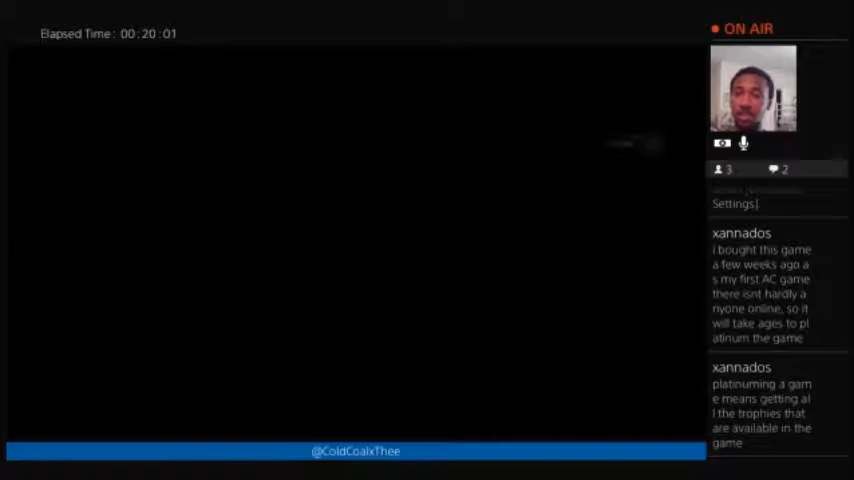 Elapsed Time: 00:20:01
ON AIR
3
2
Settings]
xannados
i bought this game
a few weeks ago a
s my first AC game
there isnt hardly a
nyone online, so it
will take ages to pl
atinum the game
xannados
platinuming a gam
e means getting al
l the trophies that
are available in the
game
@ColdCoalxThee